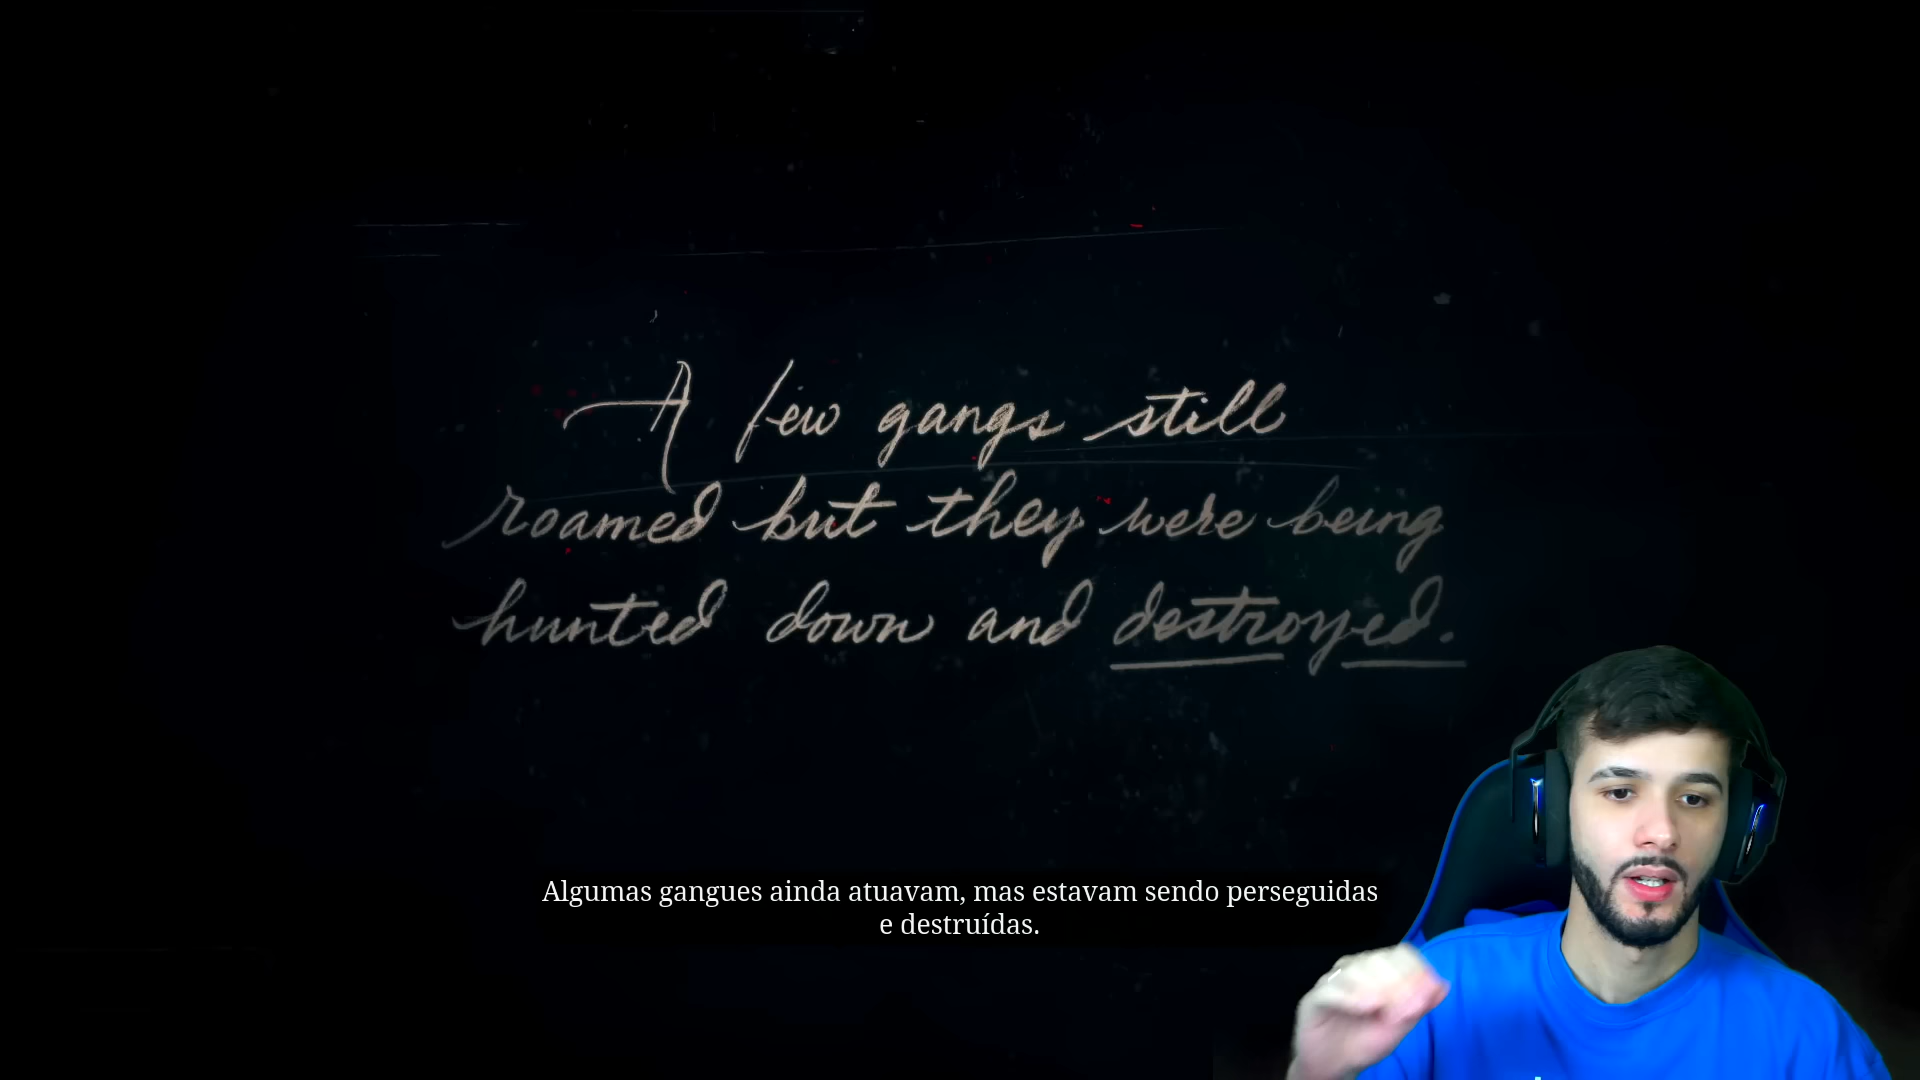 A few gangs still
roamed but they were being
hunted down and destroyed.
Algumas gangues ainda atuavam, mas estavam sendo perseguidas
e destruídas.